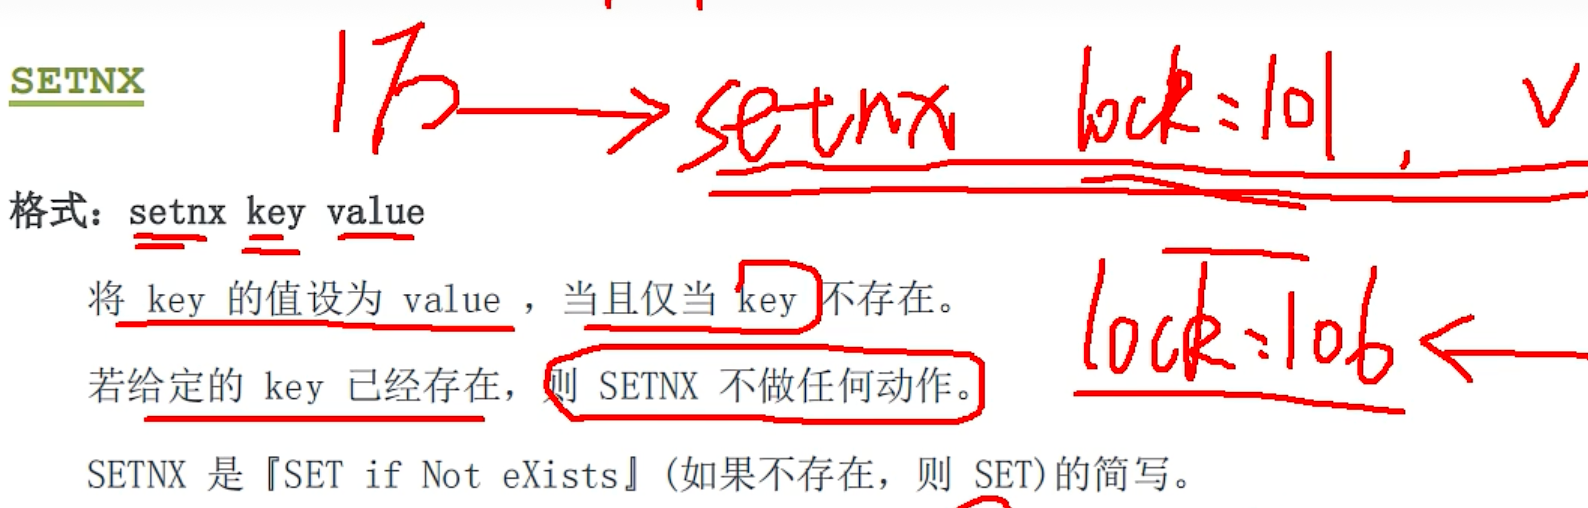 SETNX
1万 setnx lock:101, v
格式：setnx key value
将 key 的值设为 value ，当且仅当 key 不存在。
lock:106
若给定的 key 已经存在，则 SETNX 不做任何动作。
SETNX 是『SET if Not eXists』(如果不存在，则 SET)的简写。